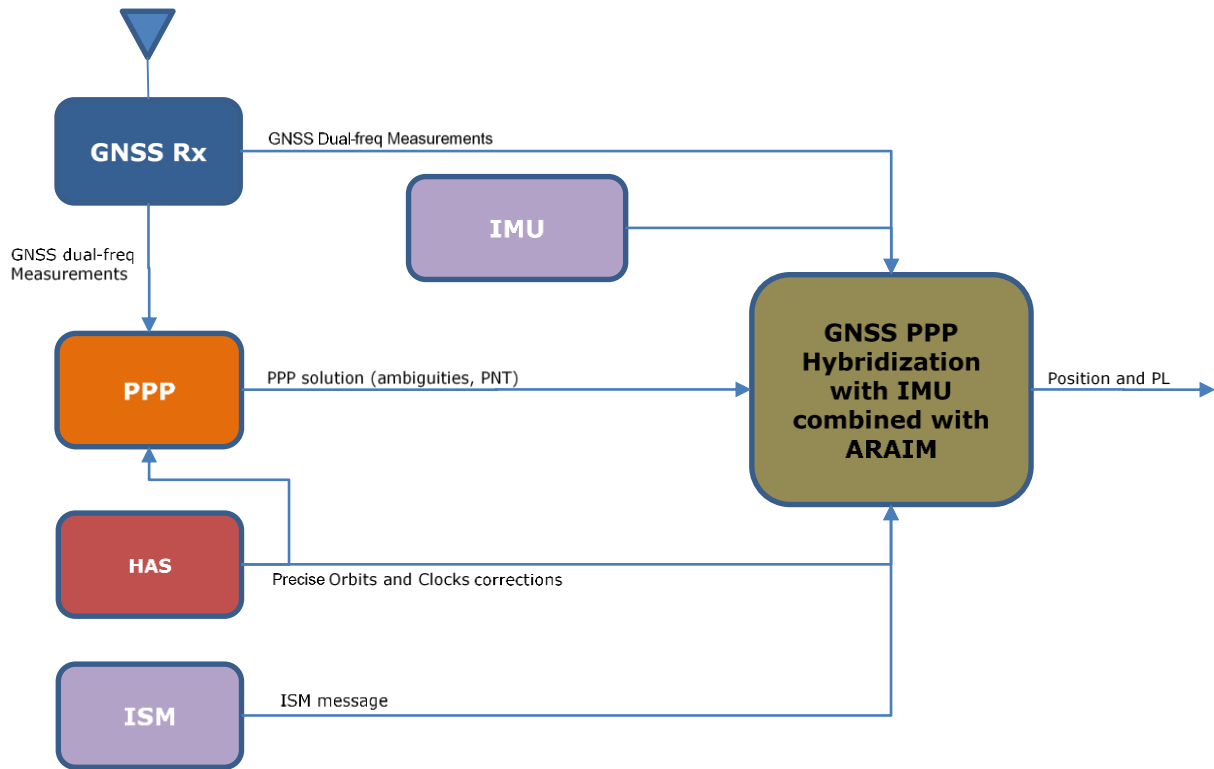 GNSS Rx
GNSS Dual-freq Measurements
IMU
GNSS dual-freq
Measurements
GNSS PPP
Hybridization
with IMU
combined with
ARAIM
PPP
PPP solution (ambiguities, PNT)
Position and PL
HAS
Precise Orbits and Clocks corrections
ISM
ISM message